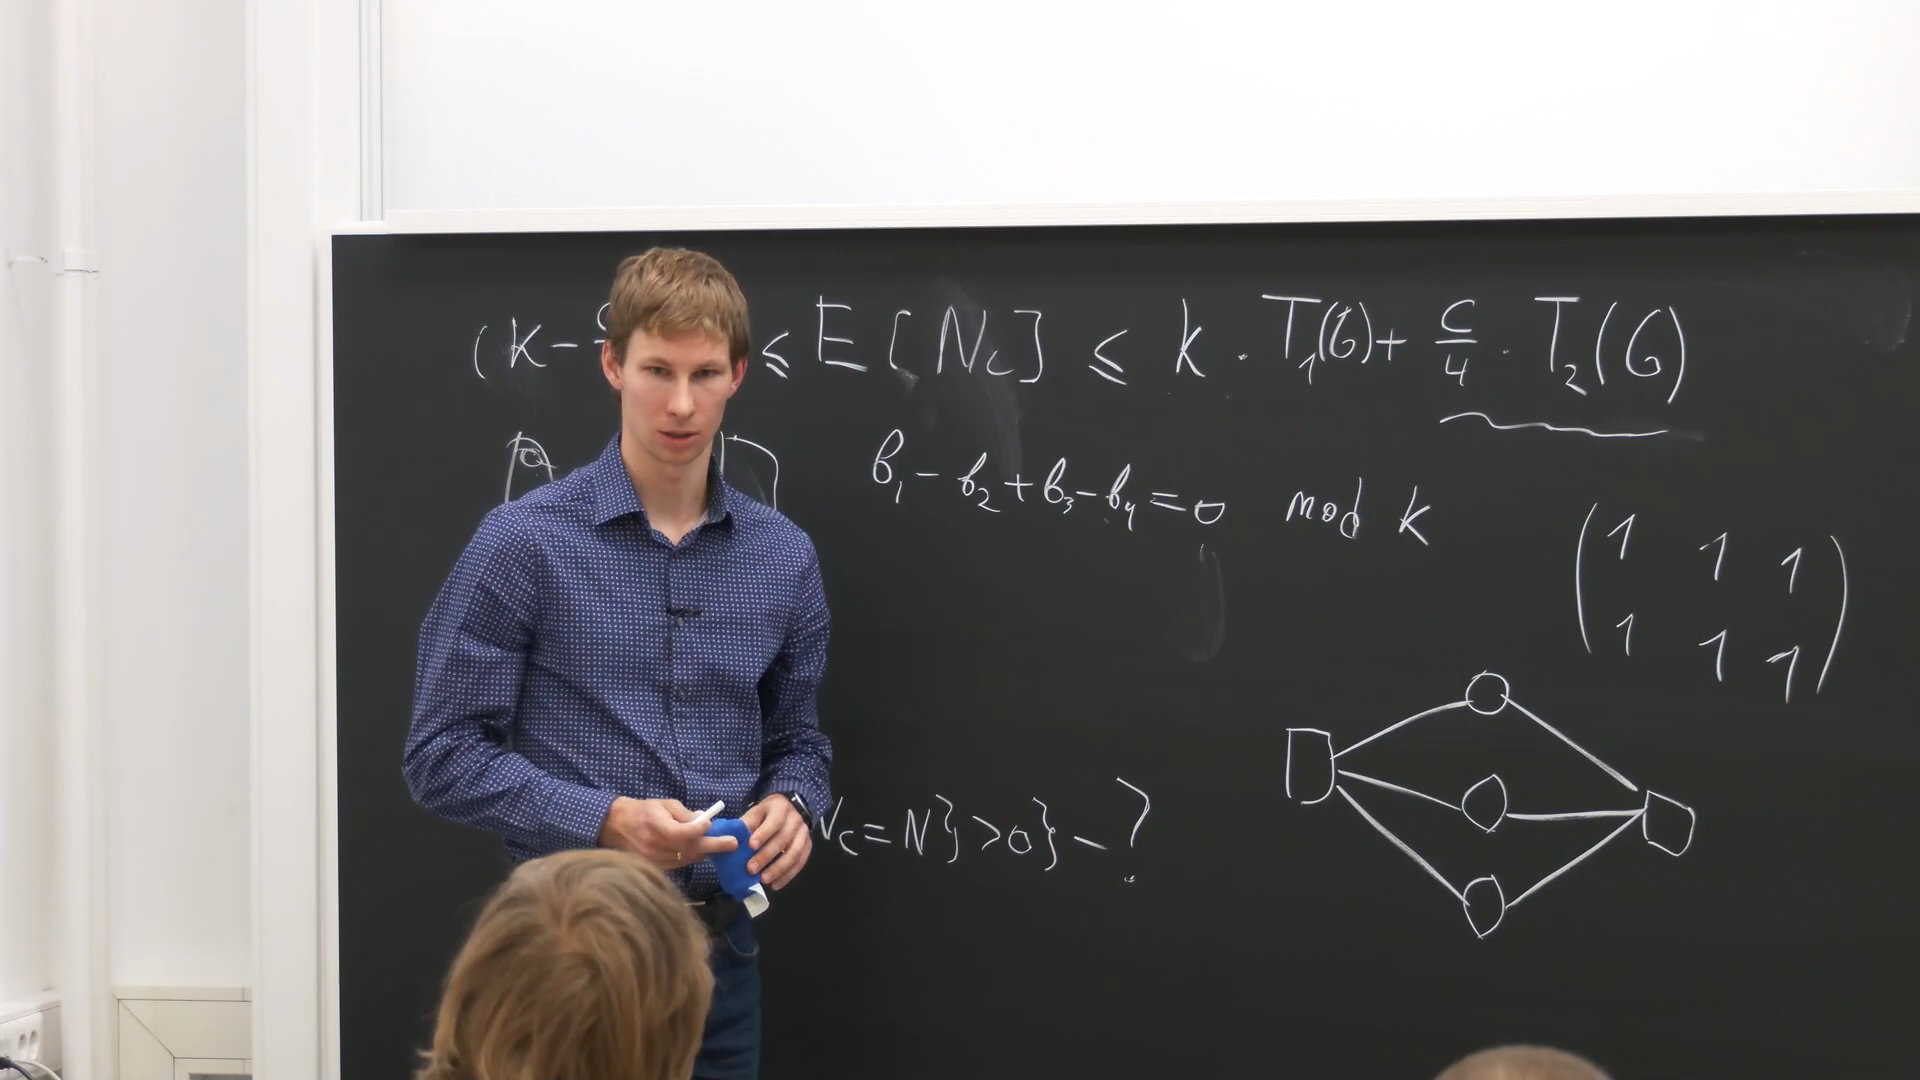 (K - ≤ E[N_c] ≤ k · T_1(G) + c/4 · T_2(G)
b_1 - b_2 + b_3 - b_4 = 0 mod k
(1 1 1
1 1 1)
N_c = N} > 0} - ?